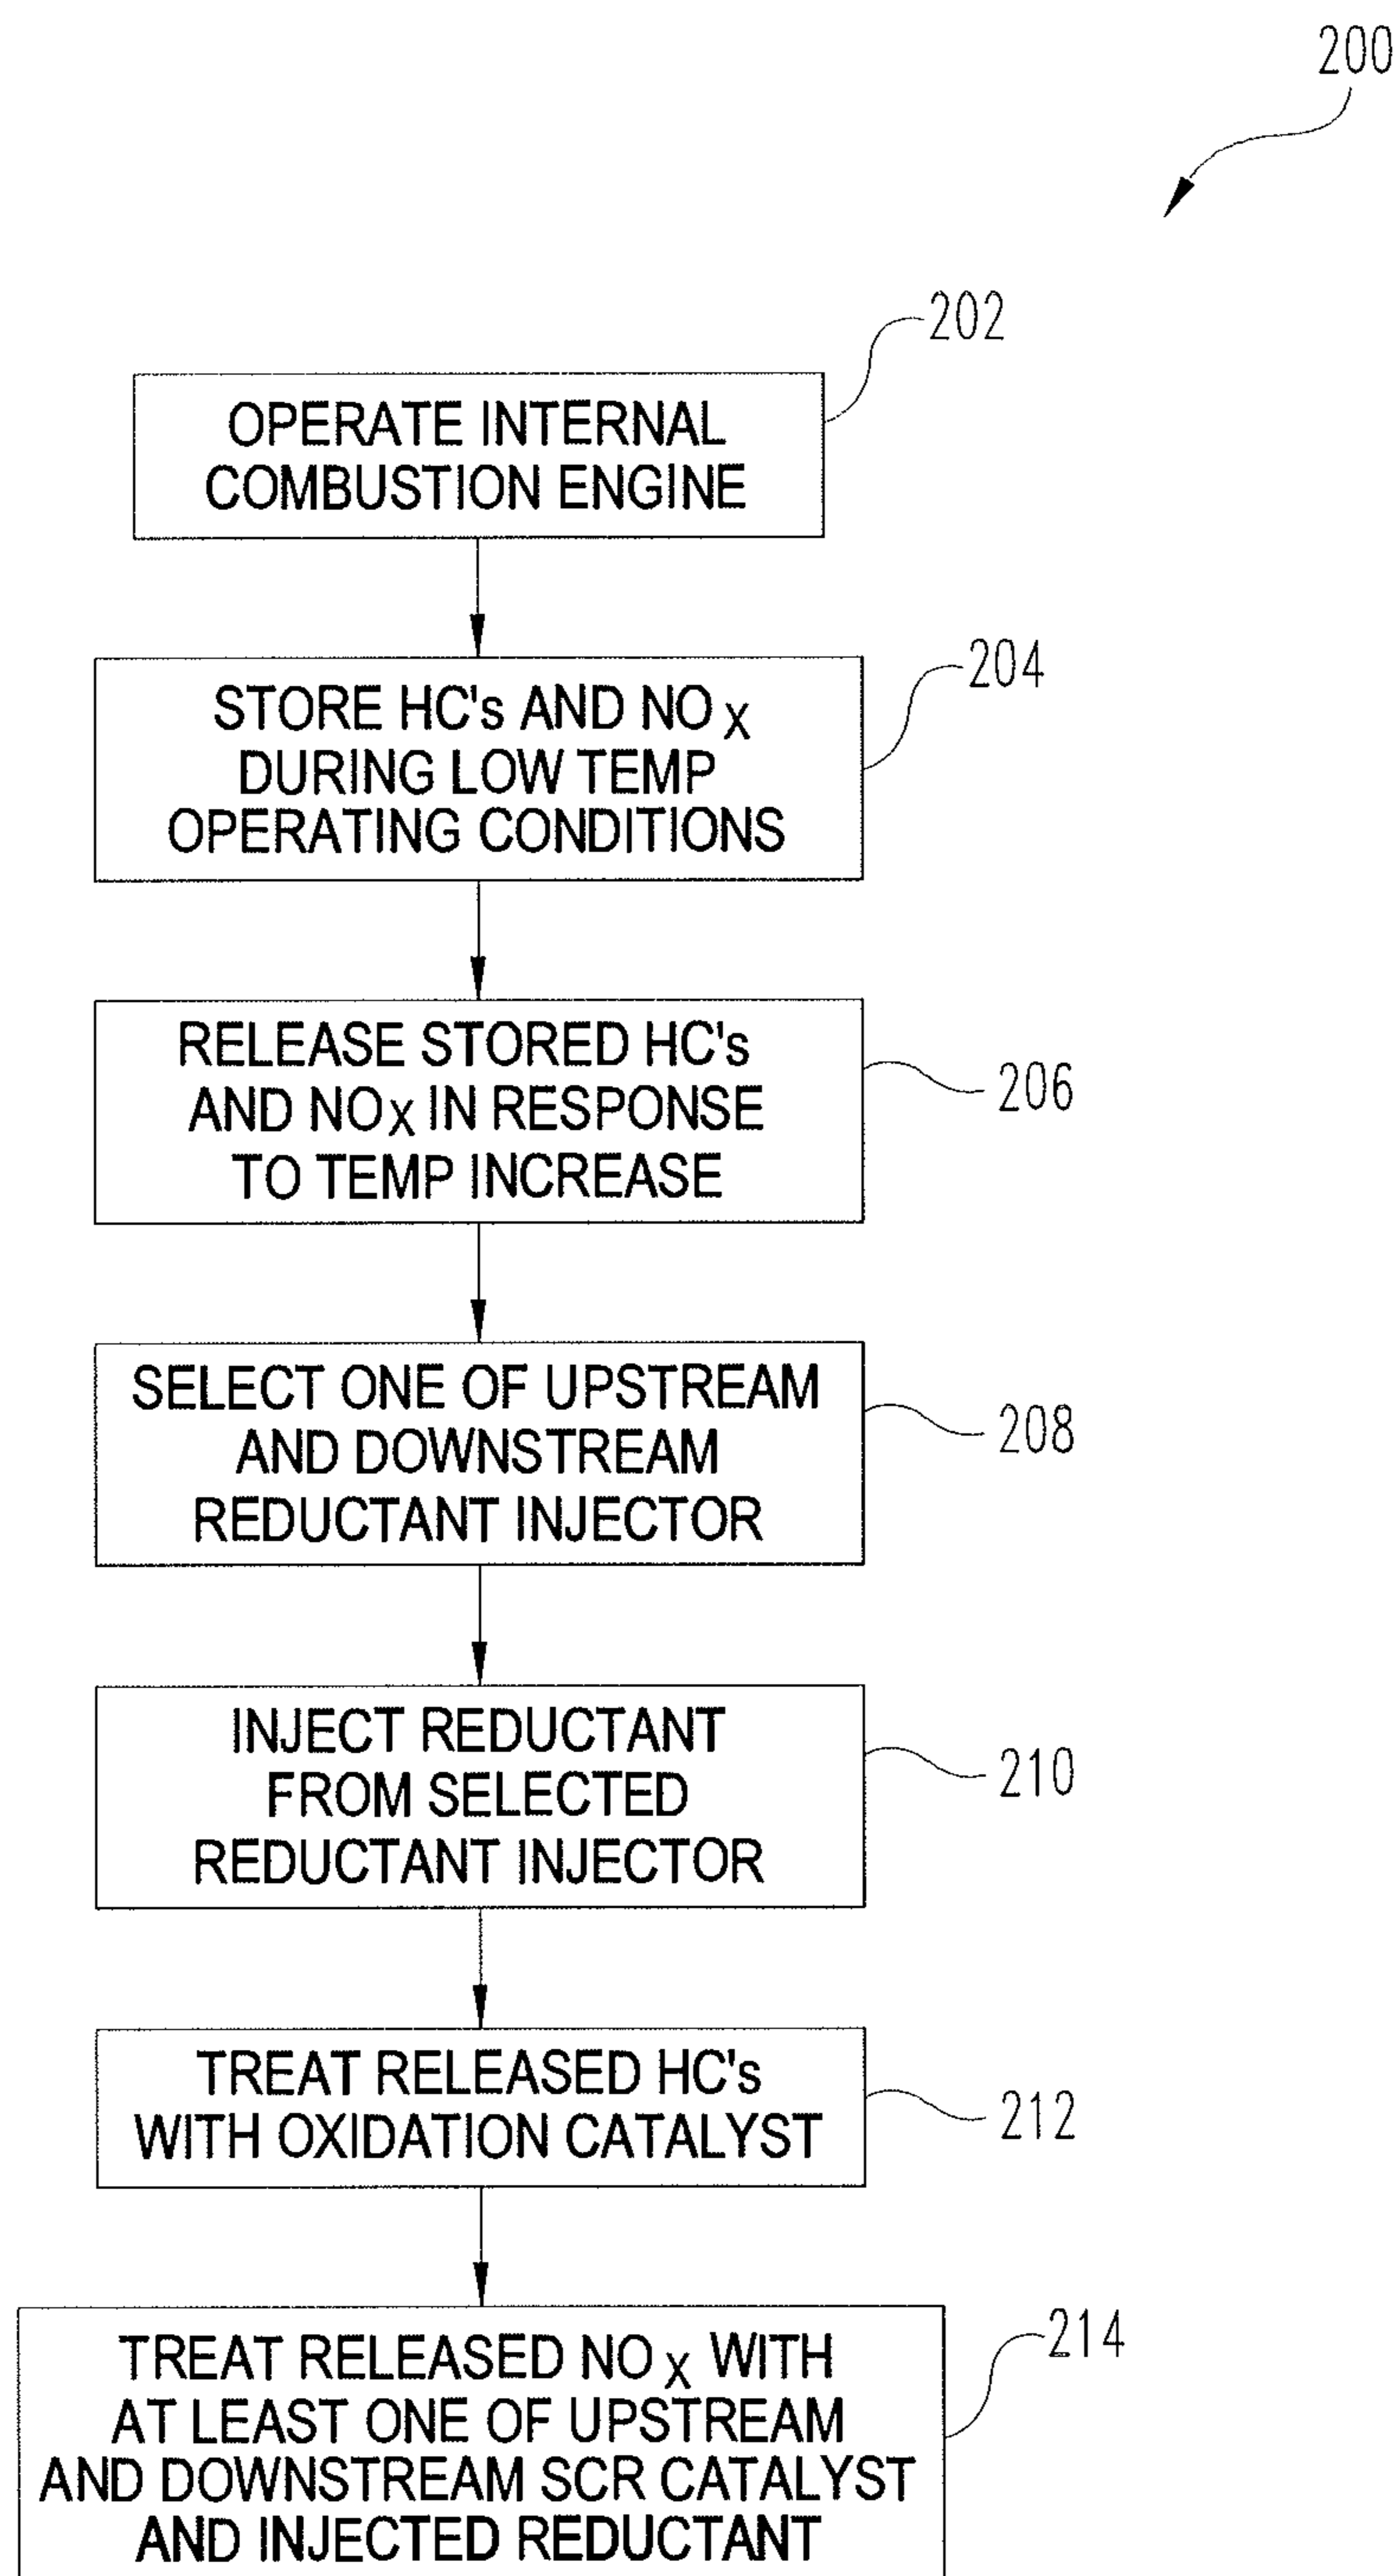 200
202
OPERATE INTERNAL
COMBUSTION ENGINE
204
STORE HC's AND NOX
DURING LOW TEMP
OPERATING CONDITIONS
RELEASE STORED HC's
AND NOX IN RESPONSE
TO TEMP INCREASE
206
SELECT ONE OF UPSTREAM
AND DOWNSTREAM
REDUCTANT INJECTOR
208
INJECT REDUCTANT
FROM SELECTED
REDUCTANT INJECTOR
210
TREAT RELEASED HC's
WITH OXIDATION CATALYST
212
214
TREAT RELEASED NOX WITH
AT LEAST ONE OF UPSTREAM
AND DOWNSTREAM SCR CATALYST
AND INJECTED REDUCTANT